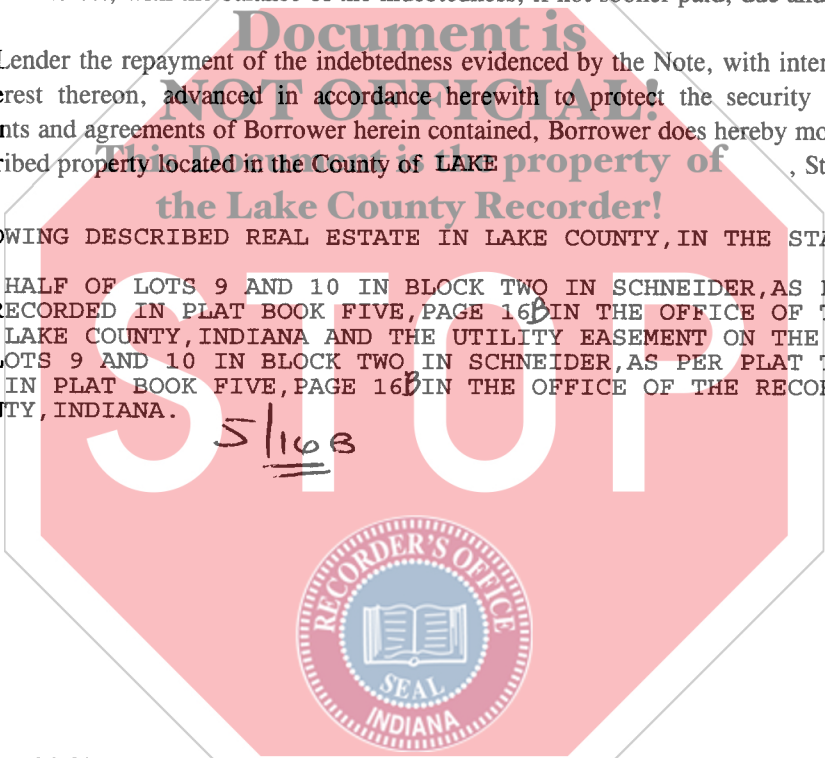 Document is
Lender the repayment of the indebtedness evidenced by the Note, with
NOT OFFICIAL!
erest thereon, advanced in accordance herewith to protect the security
nts and agreements of Borrower herein contained, Borrower does hereby
ribed property located in the County of LAKE ,
This Document is the property of
the Lake County Recorder!
OWING DESCRIBED REAL ESTATE IN LAKE COUNTY,IN THE
HALF OF LOTS 9 AND 10 IN BLOCK TWO IN SCHNEIDER,AS
RECORDED IN PLAT BOOK FIVE,PAGE 16B IN THE OFFICE OF
LAKE COUNTY,INDIANA AND THE UTILITY EASEMENT ON THE
LOTS 9 AND 10 IN BLOCK TWO IN SCHNEIDER,AS PER PLAT
IN PLAT BOOK FIVE,PAGE 16B IN THE OFFICE OF THE
TY,INDIANA.
5/16B
STOP
RECORDER'S OFFICE
SEAL
INDIANA